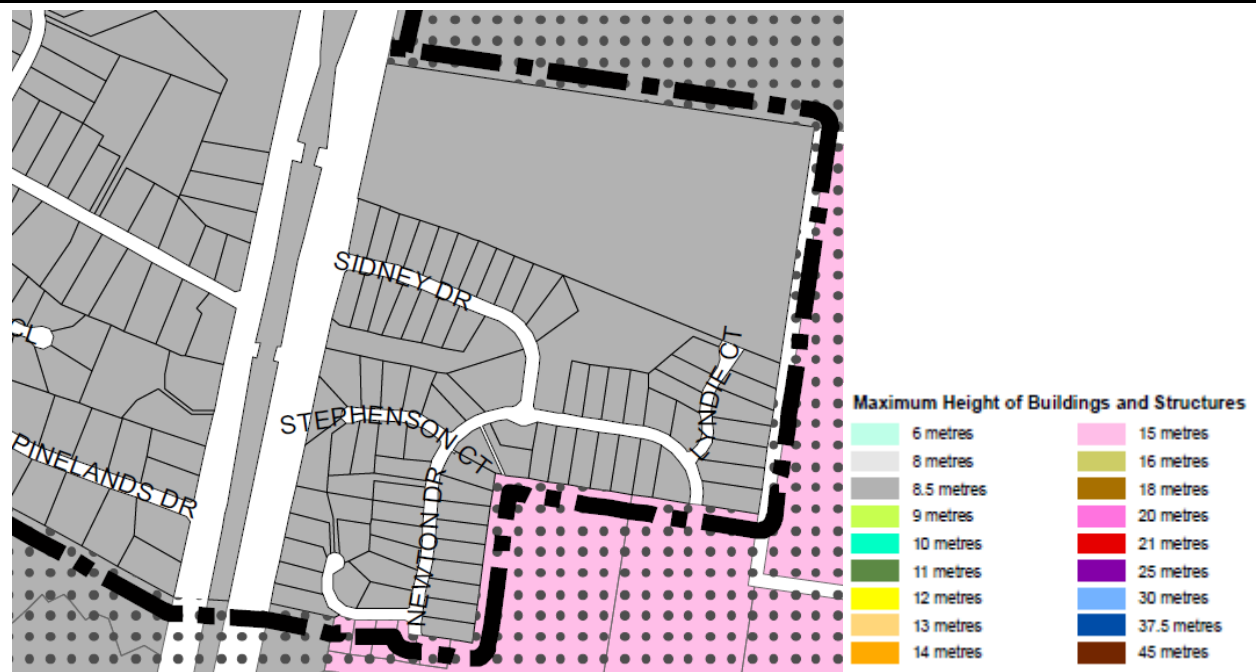 SIDNEY DR
CL
LYNDIE CT
STEPHENSON CT
PINELANDS DR
NEWTON DR
Maximum Height of Buildings and Structures
6 metres
8 metres
8.5 metres
9 metres
10 metres
11 metres
12 metres
13 metres
14 metres
15 metres
16 metres
18 metres
20 metres
21 metres
25 metres
30 metres
37.5 metres
45 metres